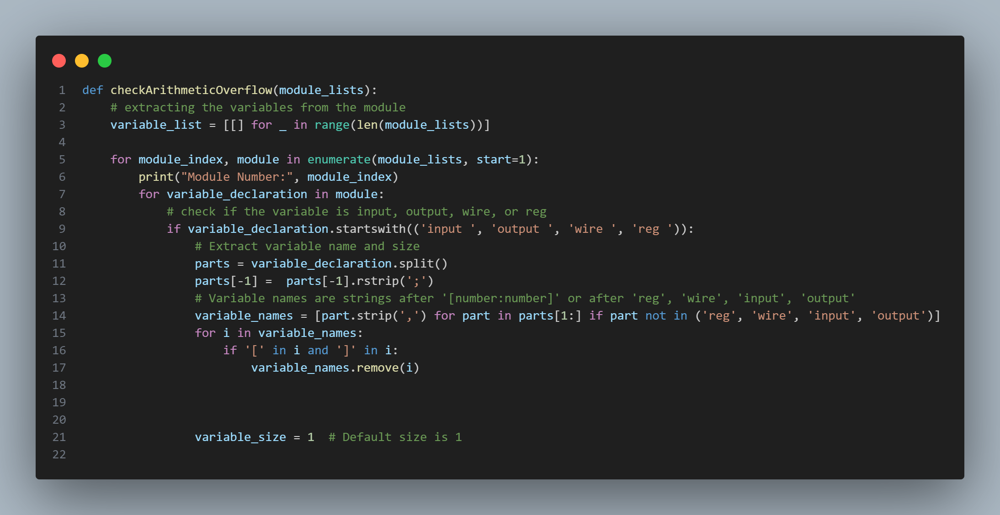 1 def checkArithmeticOverflow(module_lists):
2     # extracting the variables from the module
3     variable_list = [[] for _ in range(len(module_lists))]
4
5     for module_index, module in enumerate(module_lists, start=1):
6         print("Module Number:", module_index)
7         for variable_declaration in module:
8             # check if the variable is input, output, wire, or reg
9             if variable_declaration.startswith(('input ', 'output ', 'wire ', 'reg ')):
10                 # Extract variable name and size
11                 parts = variable_declaration.split()
12                 parts[-1] =  parts[-1].rstrip(';')
13                 # Variable names are strings after '[number:number]' or after 'reg', 'wire', 'input', 'output'
14                 variable_names = [part.strip(',') for part in parts[1:] if part not in ('reg', 'wire', 'input', 'output')]
15                 for i in variable_names:
16                     if '[' in i and ']' in i:
17                         variable_names.remove(i)
18
19
20
21                 variable_size = 1  # Default size is 1
22